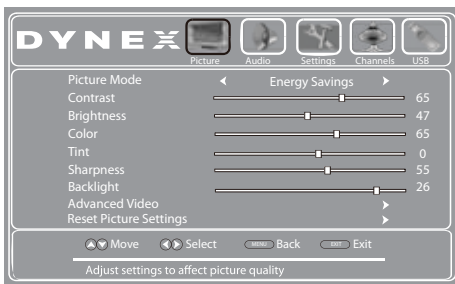 DYNEX
Picture Audio Settings Channels USB
Picture Mode Energy Savings
Contrast 65
Brightness 47
Color 65
Tint 0
Sharpness 55
Backlight 26
Advanced Video
Reset Picture Settings
Move Select MENU Back EXIT Exit
Adjust settings to affect picture quality